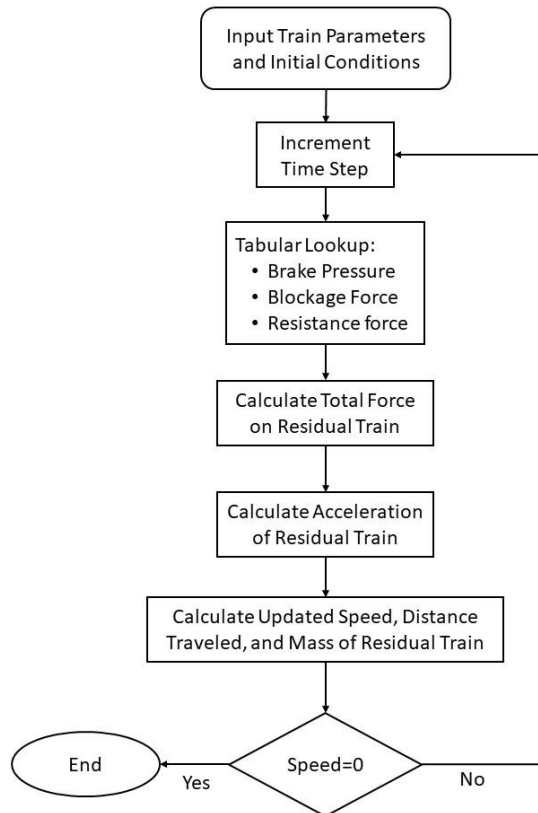 Input Train Parameters
and Initial Conditions
Increment
Time Step
Tabular Lookup:
• Brake Pressure
• Blockage Force
• Resistance force
Calculate Total Force
on Residual Train
Calculate Acceleration
of Residual Train
Calculate Updated Speed, Distance
Traveled, and Mass of Residual Train
End
Yes
Speed=0
No